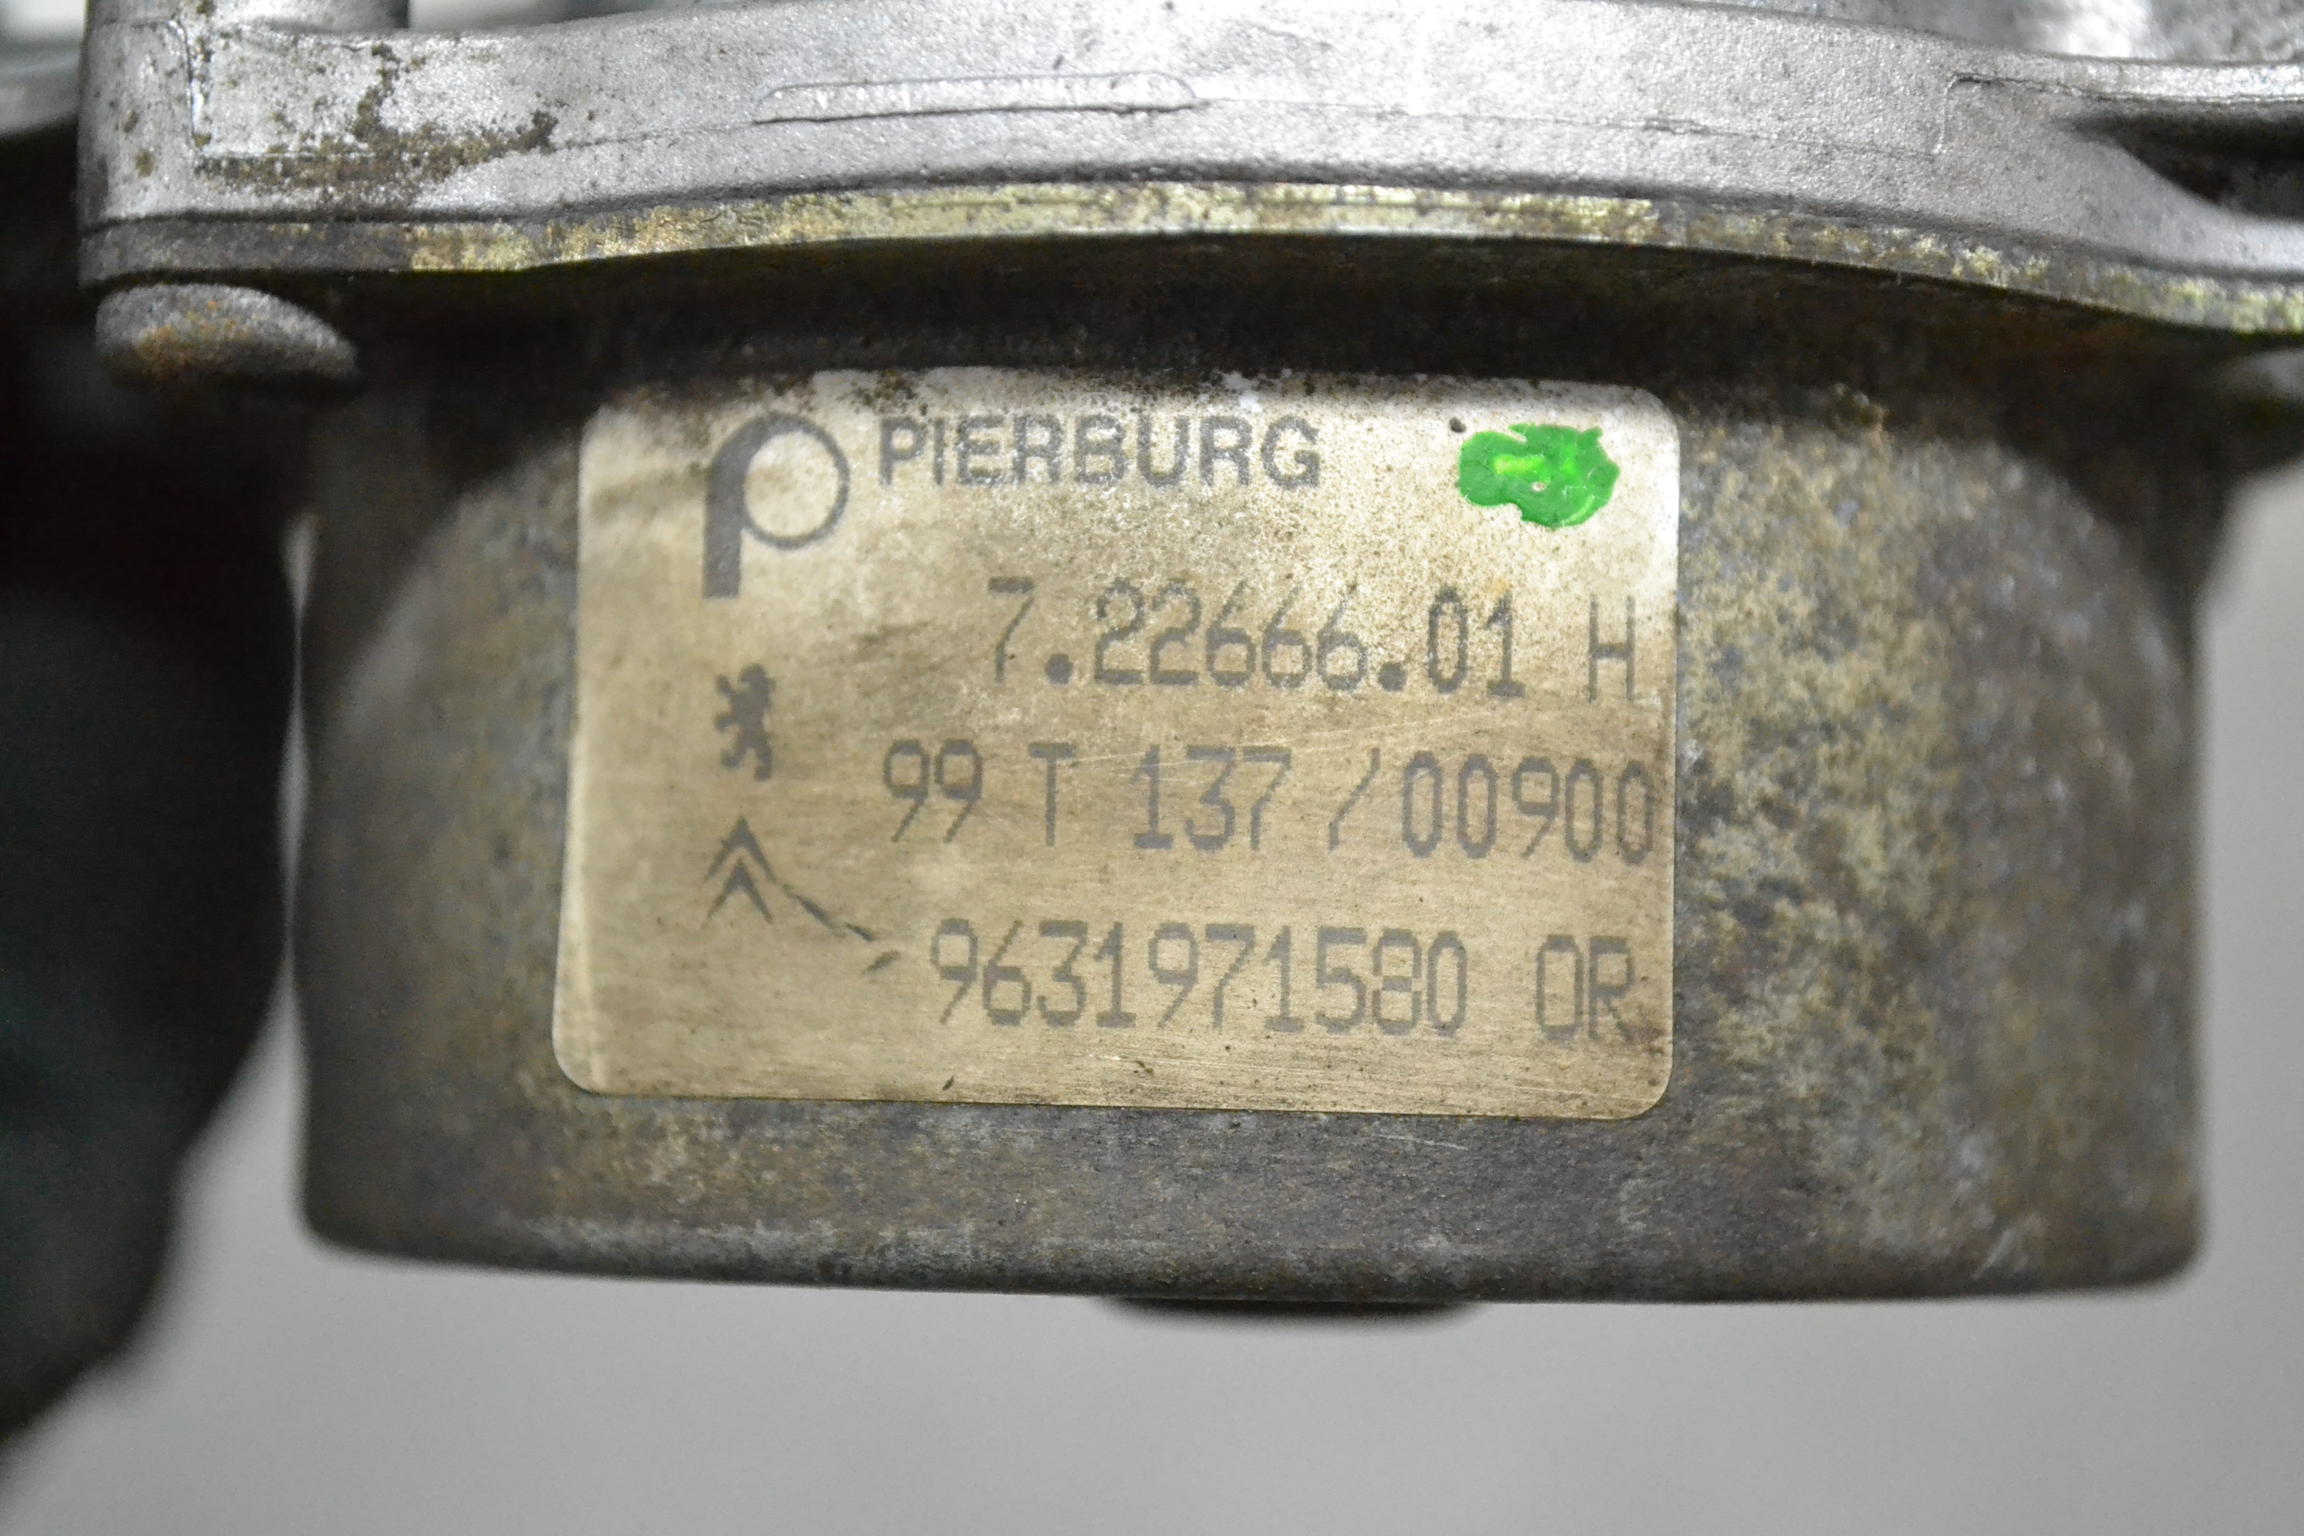 PIERBURG
7.22666.01 H
99 T 137 /00900
9631971580 0R